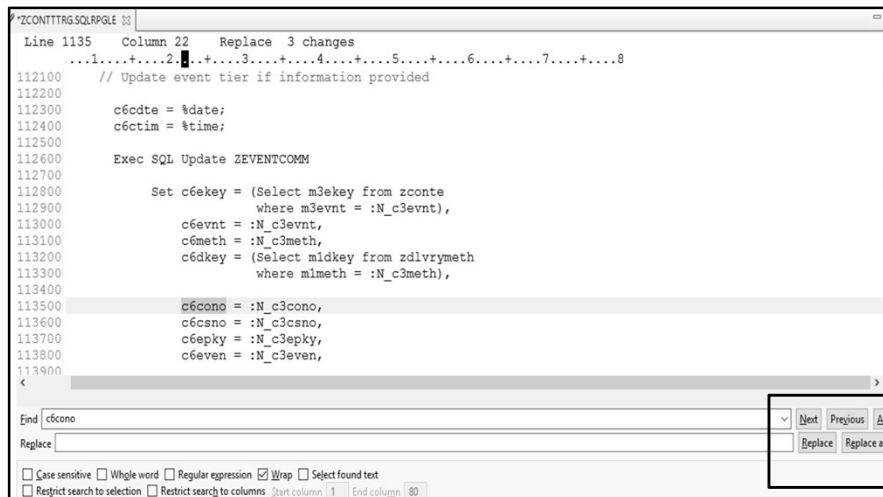 *ZCONTTTRG.SQLRPGLE
Line 1135 Column 22 Replace 3 changes
...1....+....2..+....3....+....4....+....5....+....6....+....7....+....8
112100 // Update event tier if information provided
112200
112300 c6cdte = %date;
112400 c6ctim = %time;
112500
112600 Exec SQL Update ZEVENTCOMM
112700
112800 Set c6ekey = (Select m3ekey from zconte
112900 where m3evnt = :N_c3evnt),
113000 c6evnt = :N_c3evnt,
113100 c6meth = :N_c3meth,
113200 c6dkey = (Select m1dkey from zdlvrymeth
113300 where m1meth = :N_c3meth),
113400
113500 c6cono = :N_c3cono,
113600 c6csno = :N_c3csno,
113700 c6epky = :N_c3epky,
113800 c6even = :N_c3even,
113900
Find c6cono Next Previous A
Replace Replace Replace a
Case sensitive Whole word Regular expression Wrap Select found text
Restrict search to selection Restrict search to columns Start column 1 End column 80